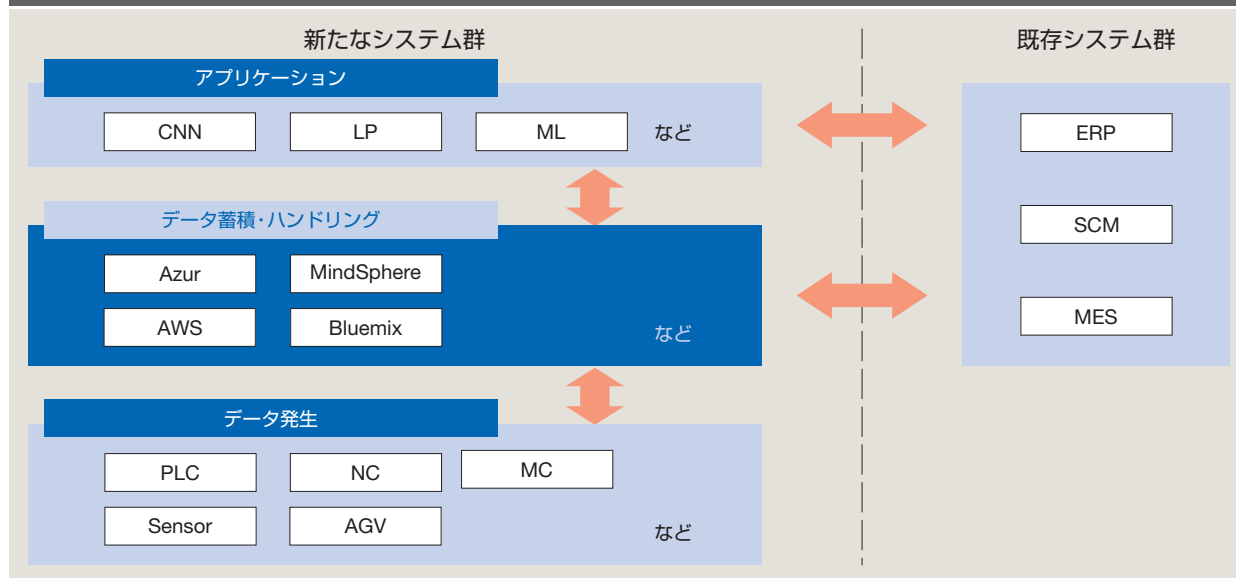 新たなシステム群
既存システム群
アプリケーション
CNN
LP
ML
など
データ蓄積・ハンドリング
Azur
MindSphere
AWS
Bluemix
など
データ発生
PLC
NC
MC
Sensor
AGV
など
ERP
SCM
MES